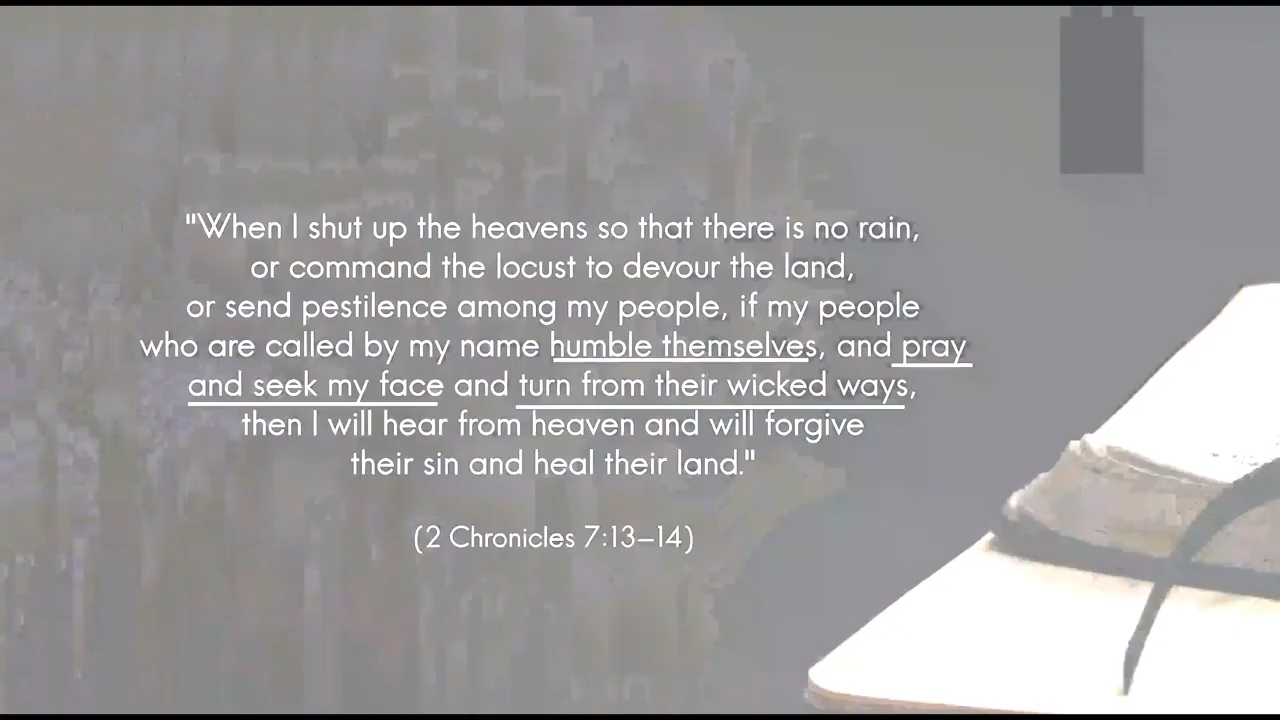 "When I shut up the heavens so that there is no rain,
or command the locust to devour the land,
or send pestilence among my people, if my people
who are called by my name humble themselves, and pray
and seek my face and turn from their wicked ways,
then I will hear from heaven and will forgive
their sin and heal their land."
(2 Chronicles 7:13–14)